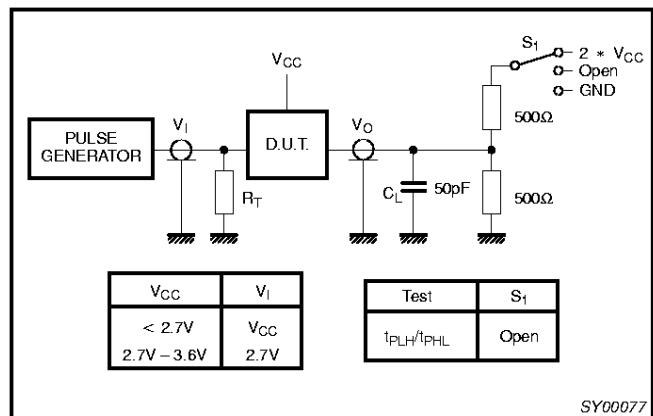 S1
2 * VCC
Open
GND
VCC
500Ω
PULSE
GENERATOR
VI
D.U.T.
VO
RT
CL
50pF
500Ω
VCC VI
< 2.7V VCC
2.7V – 3.6V 2.7V
Test S1
tPLH/tPHL Open
SY00077